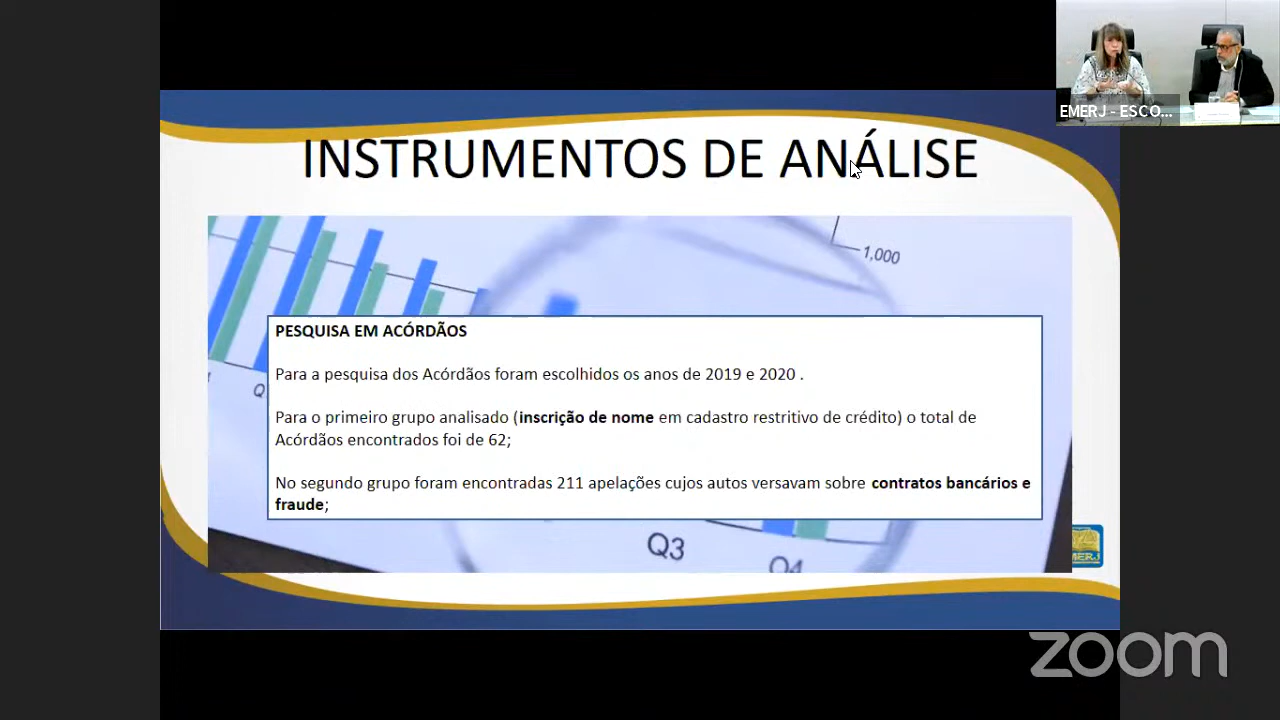 EMERJ - ESCO...
INSTRUMENTOS DE ANÁLISE
1,000
PESQUISA EM ACÓRDÃOS
Para a pesquisa dos Acórdãos foram escolhidos os anos de 2019 e 2020 .
Para o primeiro grupo analisado (inscrição de nome em cadastro restritivo de crédito) o total de
Acórdãos encontrados foi de 62;
No segundo grupo foram encontradas 211 apelações cujos autos versavam sobre contratos bancários e
fraude;
Q3
Q4
zoom